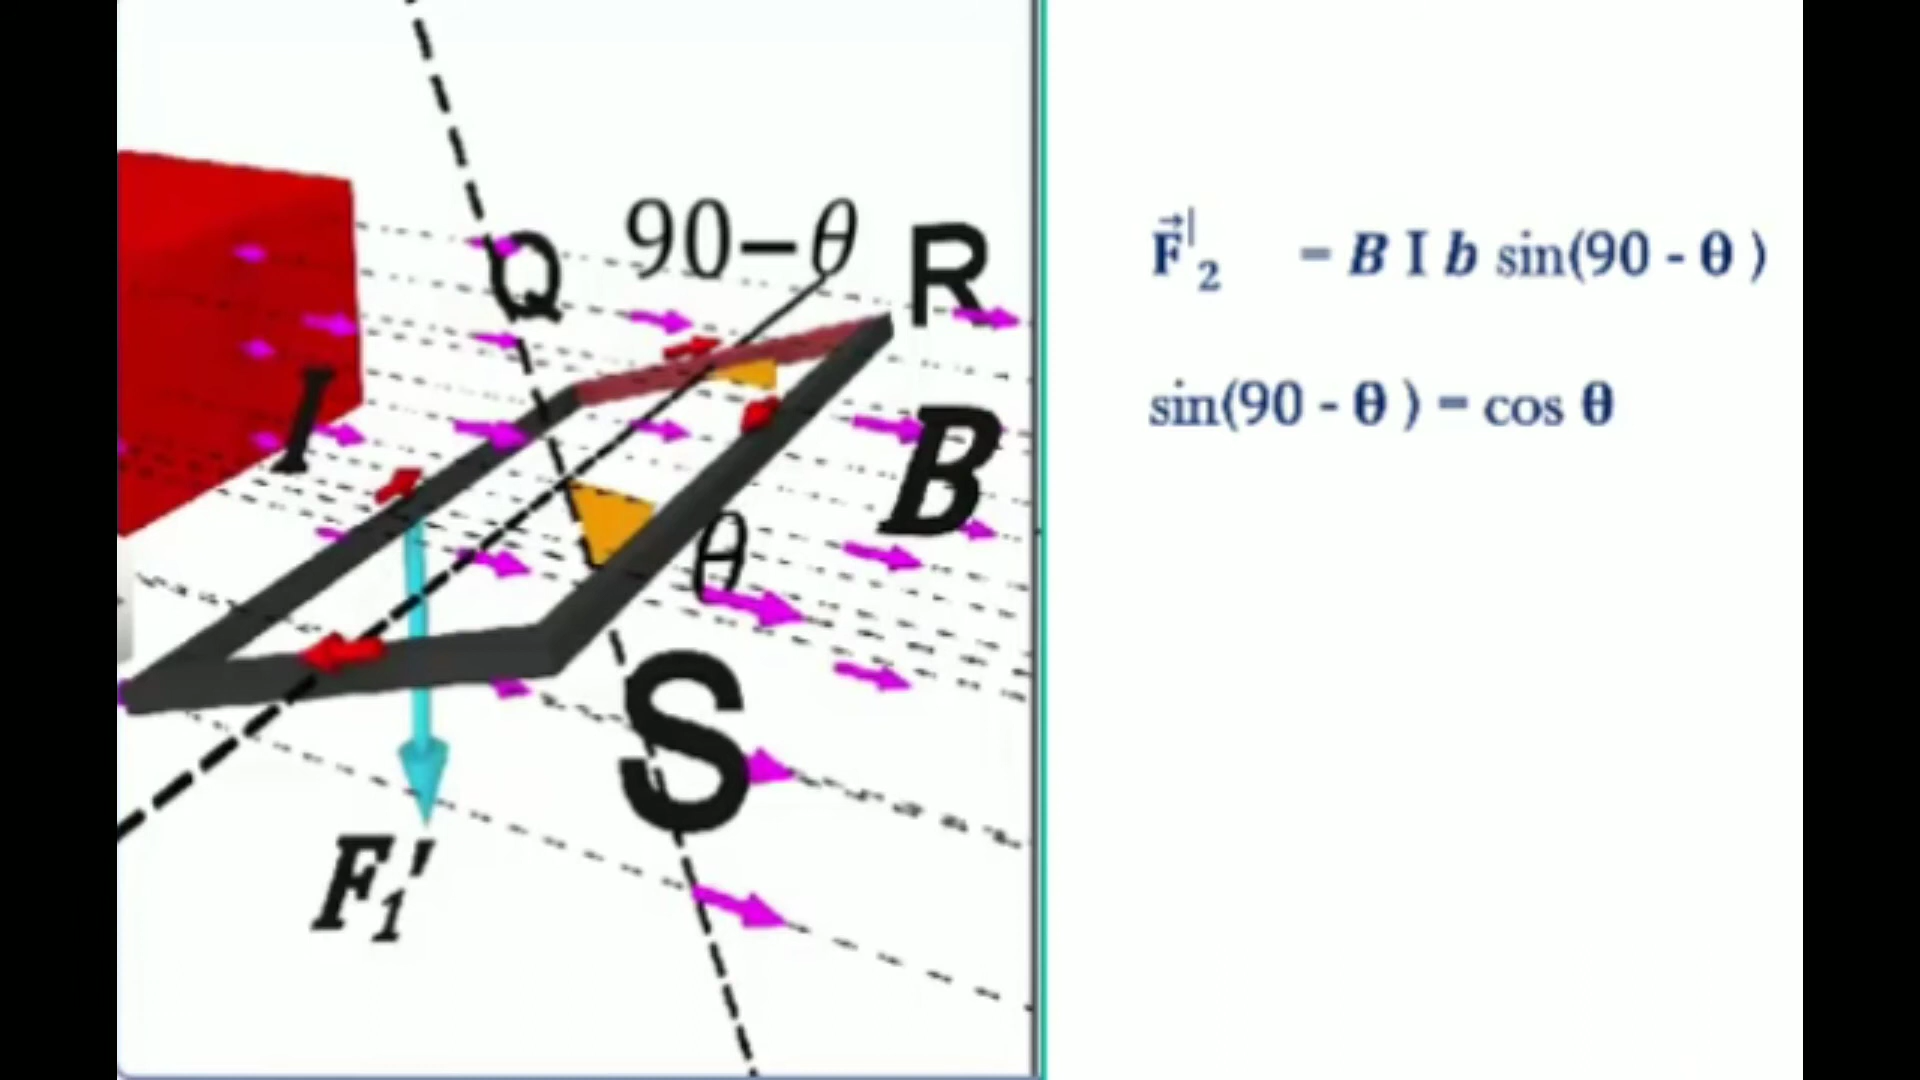 Q
90−θ
R
I
B
θ
S
F₁'
F⃗|₂ = B I b sin(90 - θ )
sin(90 - θ ) = cos θ